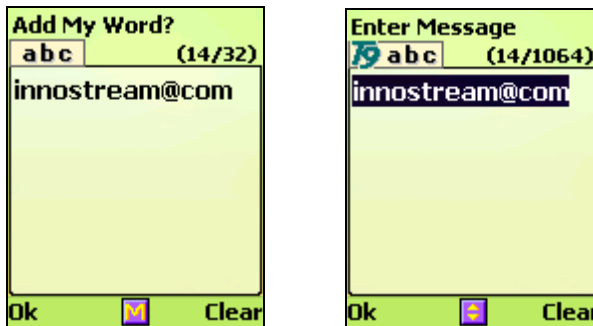 Add My Word?
abc (14/32)
innostream@com
Ok M Clear
Enter Message
T9 abc (14/1064)
innostream@com
Ok Clear